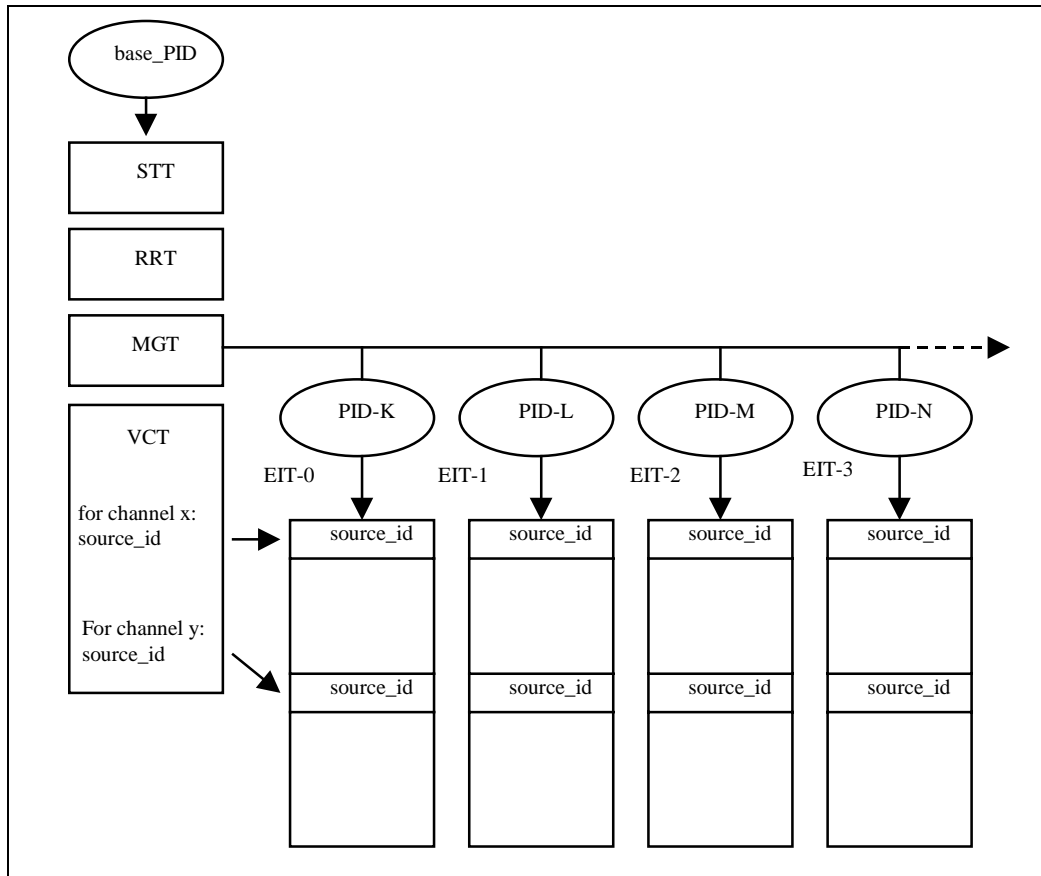 base_PID
STT
RRT
MGT
VCT
for channel x:
source_id
For channel y:
source_id
PID-K
PID-L
PID-M
PID-N
EIT-0
EIT-1
EIT-2
EIT-3
source_id
source_id
source_id
source_id
source_id
source_id
source_id
source_id